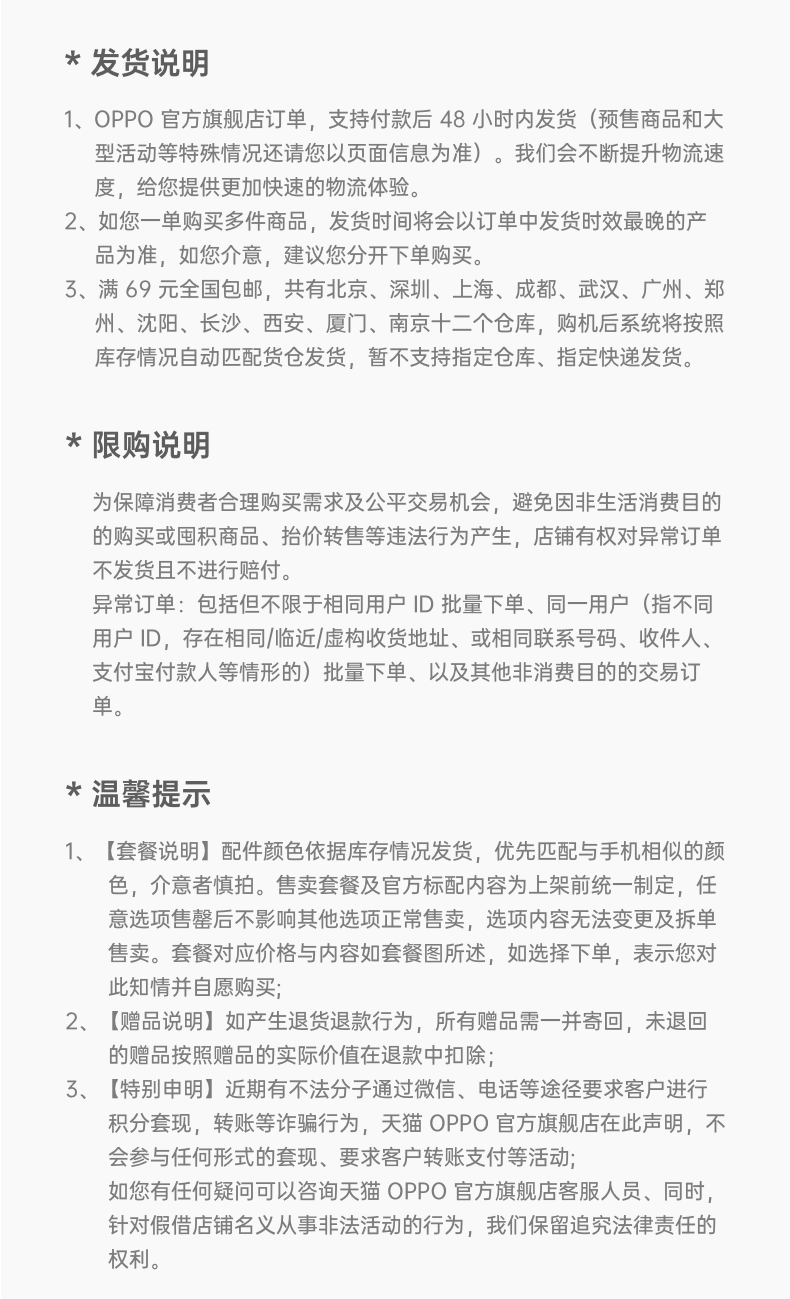 * 发货说明
1、OPPO 官方旗舰店订单，支持付款后 48 小时内发货（预售商品和大
型活动等特殊情况还请您以页面信息为准）。我们会不断提升物流速
度，给您提供更加快速的物流体验。
2、如您一单购买多件商品，发货时间将会以订单中发货时效最晚的产
品为准，如您介意，建议您分开下单购买。
3、满 69 元全国包邮，共有北京、深圳、上海、成都、武汉、广州、郑
州、沈阳、长沙、西安、厦门、南京十二个仓库，购机后系统将按照
库存情况自动匹配货仓发货，暂不支持指定仓库、指定快递发货。
* 限购说明
为保障消费者合理购买需求及公平交易机会，避免因非生活消费目的
的购买或囤积商品、抬价转售等违法行为产生，店铺有权对异常订单
不发货且不进行赔付。
异常订单：包括但不限于相同用户 ID 批量下单、同一用户（指不同
用户 ID，存在相同/临近/虚构收货地址、或相同联系号码、收件人、
支付宝付款人等情形的）批量下单、以及其他非消费目的的交易订
单。
* 温馨提示
1、【套餐说明】配件颜色依据库存情况发货，优先匹配与手机相似的颜
色，介意者慎拍。售卖套餐及官方标配内容为上架前统一制定，任
意选项售罄后不影响其他选项正常售卖，选项内容无法变更及拆单
售卖。套餐对应价格与内容如套餐图所述，如选择下单，表示您对
此知情并自愿购买;
2、【赠品说明】如产生退货退款行为，所有赠品需一并寄回，未退回
的赠品按照赠品的实际价值在退款中扣除;
3、【特别申明】近期有不法分子通过微信、电话等途径要求客户进行
积分套现，转账等诈骗行为，天猫 OPPO 官方旗舰店在此声明，不
会参与任何形式的套现、要求客户转账支付等活动;
如您有任何疑问可以咨询天猫 OPPO 官方旗舰店客服人员、同时，
针对假借店铺名义从事非法活动的行为，我们保留追究法律责任的
权利。